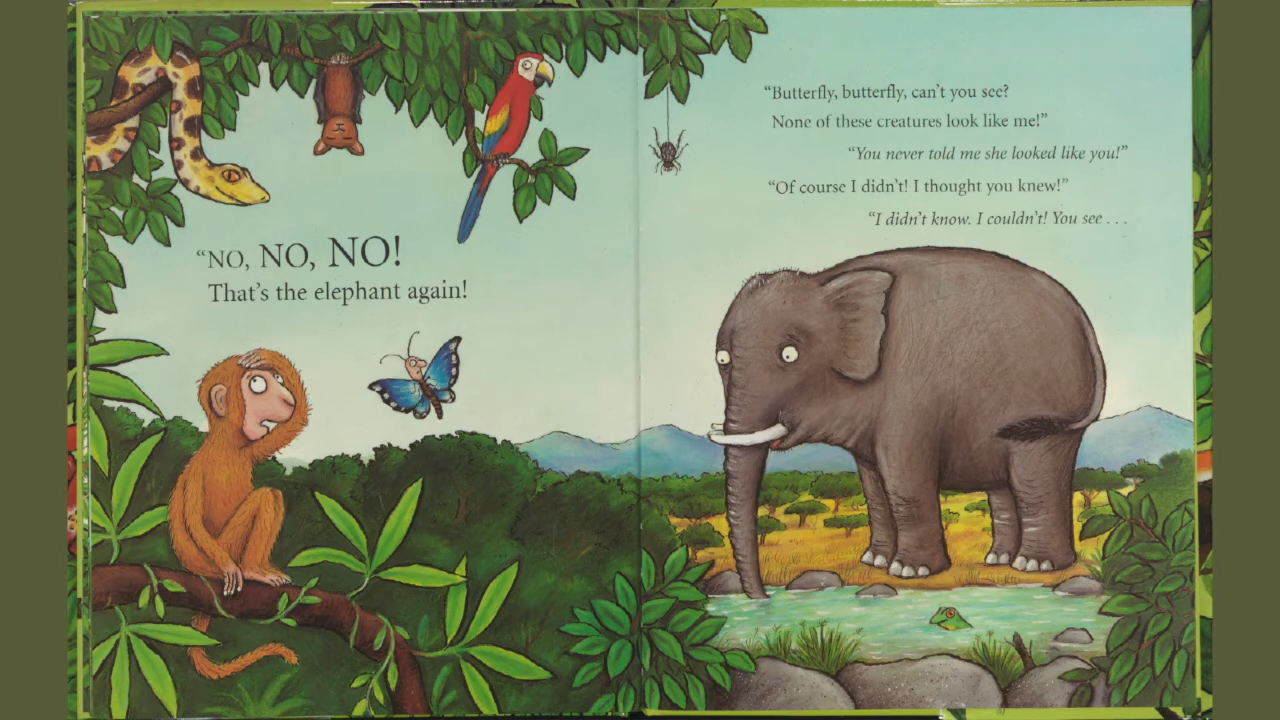 “NO, NO, NO!
That’s the elephant again!
“Butterfly, butterfly, can’t you see?
None of these creatures look like me!”
“You never told me she looked like you!”
“Of course I didn’t! I thought you knew!”
“I didn’t know. I couldn’t! You see . . .